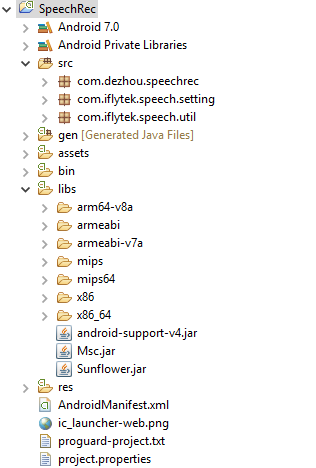 SpeechRec
Android 7.0
Android Private Libraries
src
com.dezhou.speechrec
com.iflytek.speech.setting
com.iflytek.speech.util
gen [Generated Java Files]
assets
bin
libs
arm64-v8a
armeabi
armeabi-v7a
mips
mips64
x86
x86_64
android-support-v4.jar
Msc.jar
Sunflower.jar
res
AndroidManifest.xml
ic_launcher-web.png
proguard-project.txt
project.properties